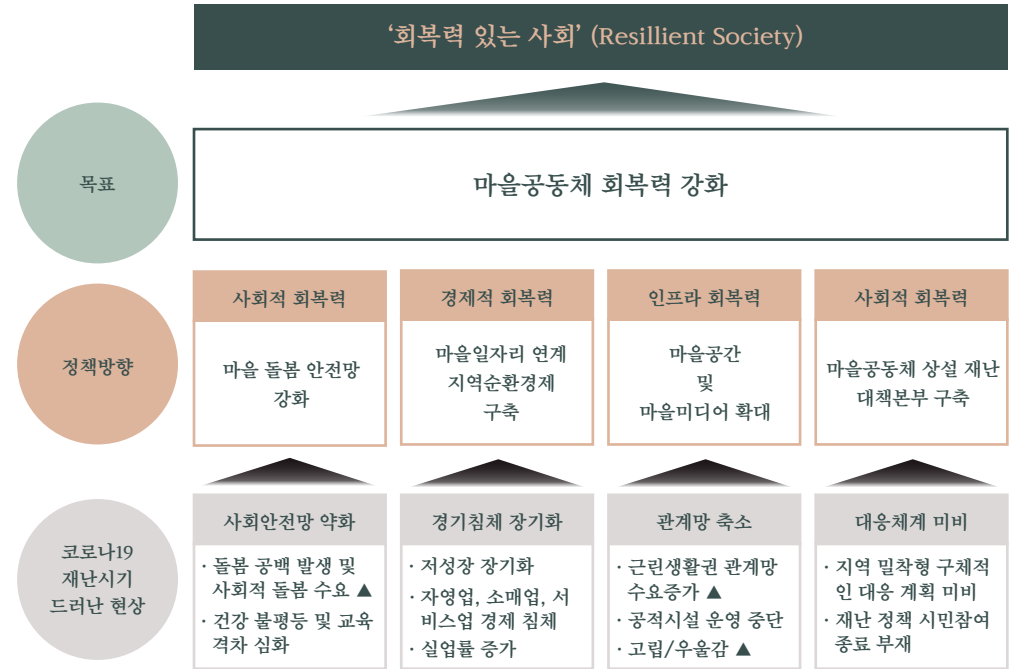 ‘회복력 있는 사회’ (Resillient Society)
목표
마을공동체 회복력 강화
정책방향
사회적 회복력
마을 돌봄 안전망
강화
경제적 회복력
마을일자리 연계
지역순환경제
구축
인프라 회복력
마을공간
및
마을미디어 확대
사회적 회복력
마을공동체 상설 재난
대책본부 구축
코로나19
재난시기
드러난 현상
사회안전망 약화
· 돌봄 공백 발생 및
사회적 돌봄 수요 ▲
· 건강 불평등 및 교육
격차 심화
경기침체 장기화
· 저성장 장기화
· 자영업, 소매업, 서
비스업 경제 침체
· 실업률 증가
관계망 축소
· 근린생활권 관계망
수요증가 ▲
· 공적시설 운영 중단
· 고립/우울감 ▲
대응체계 미비
· 지역 밀착형 구체적
인 대응 계획 미비
· 재난 정책 시민참여
종료 부재